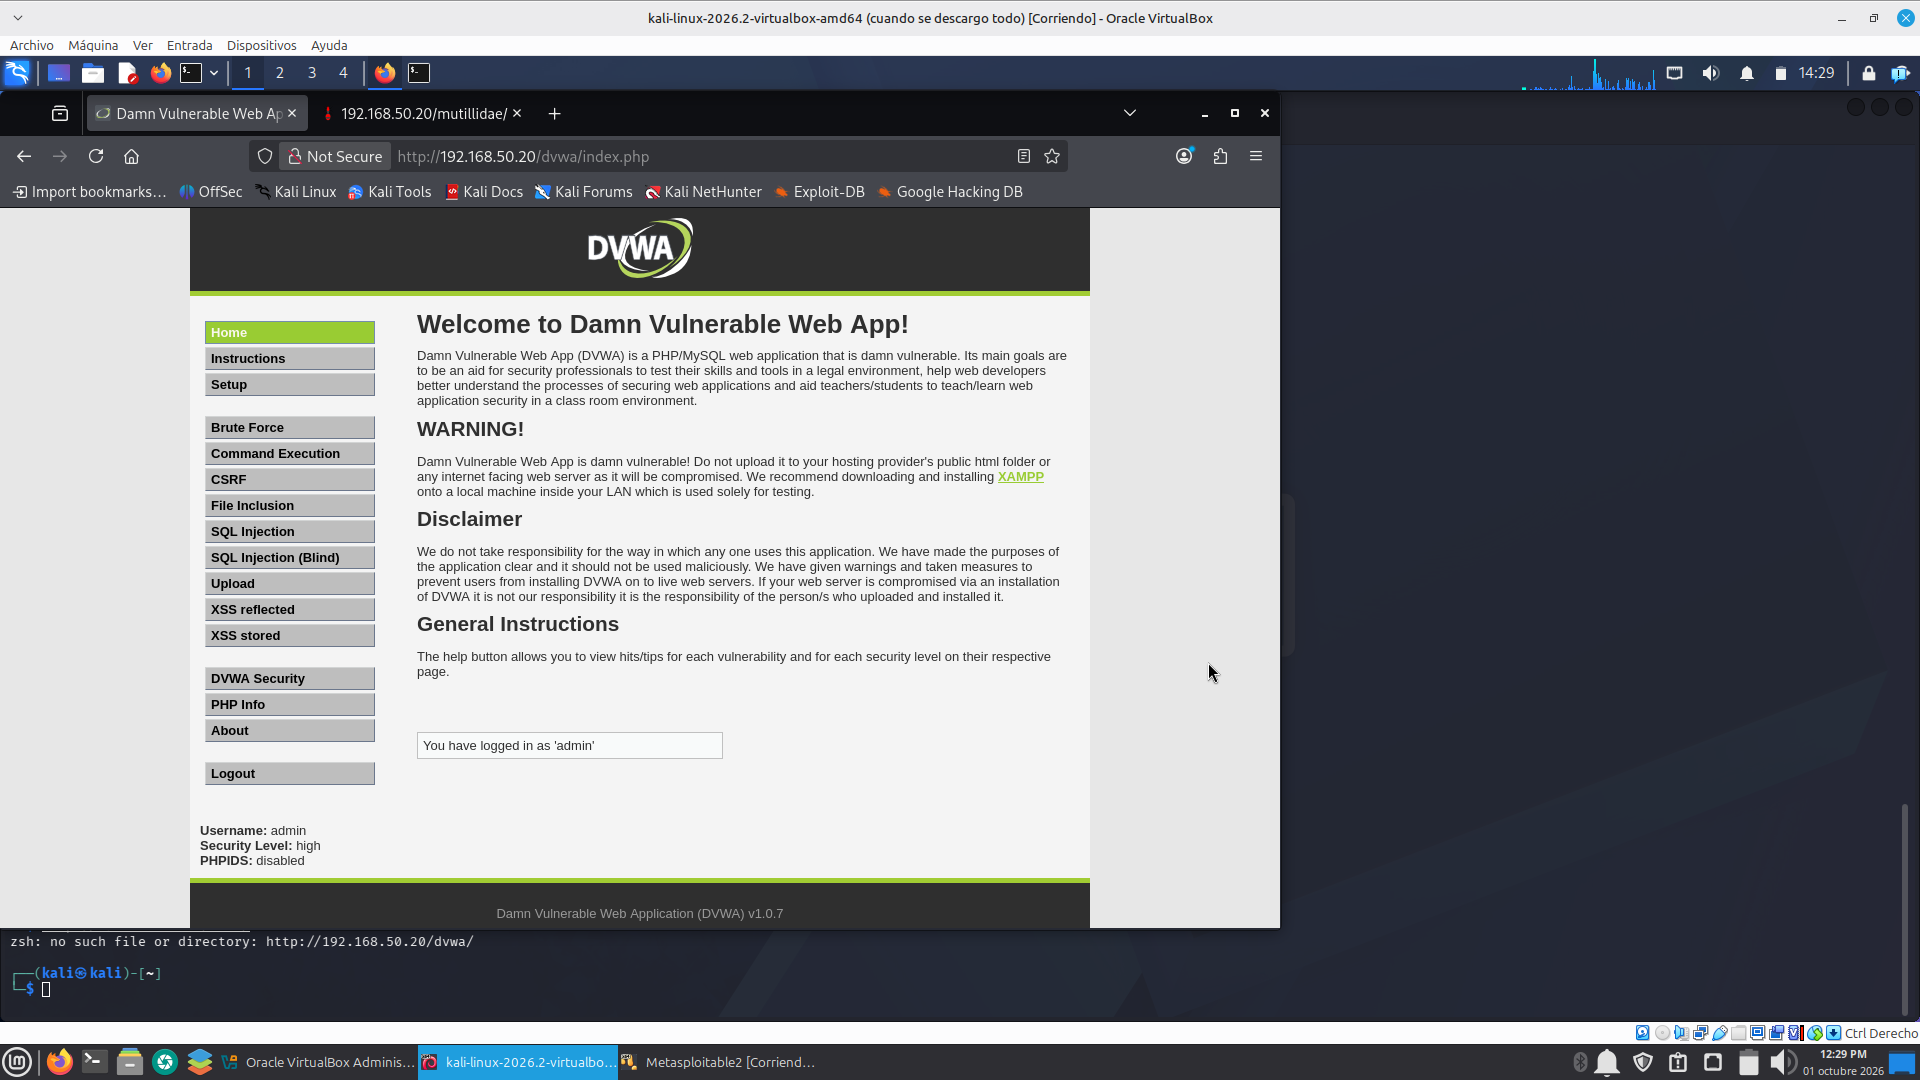 kali-linux-2026.2-virtualbox-amd64 (cuando se descargo todo) [Corriendo] - Oracle VirtualBox
Archivo Máquina Ver Entrada Dispositivos Ayuda
1 2 3 4 14:29
Damn Vulnerable Web Ap 192.168.50.20/mutillidae/
Not Secure http://192.168.50.20/dvwa/index.php
Import bookmarks… OffSec Kali Linux Kali Tools Kali Docs Kali Forums Kali NetHunter Exploit-DB Google Hacking DB
DVWA
Home
Instructions
Setup
Brute Force
Command Execution
CSRF
File Inclusion
SQL Injection
SQL Injection (Blind)
Upload
XSS reflected
XSS stored
DVWA Security
PHP Info
About
Logout
Welcome to Damn Vulnerable Web App!
Damn Vulnerable Web App (DVWA) is a PHP/MySQL web application that is damn vulnerable. Its main goals are
to be an aid for security professionals to test their skills and tools in a legal environment, help web developers
better understand the processes of securing web applications and aid teachers/students to teach/learn web
application security in a class room environment.
WARNING!
Damn Vulnerable Web App is damn vulnerable! Do not upload it to your hosting provider's public html folder or
any internet facing web server as it will be compromised. We recommend downloading and installing XAMPP
onto a local machine inside your LAN which is used solely for testing.
Disclaimer
We do not take responsibility for the way in which any one uses this application. We have made the purposes of
the application clear and it should not be used maliciously. We have given warnings and taken measures to
prevent users from installing DVWA on to live web servers. If your web server is compromised via an installation
of DVWA it is not our responsibility it is the responsibility of the person/s who uploaded and installed it.
General Instructions
The help button allows you to view hits/tips for each vulnerability and for each security level on their respective
page.
You have logged in as 'admin'
Username: admin
Security Level: high
PHPIDS: disabled
Damn Vulnerable Web Application (DVWA) v1.0.7
zsh: no such file or directory: http://192.168.50.20/dvwa/
(kali㉿kali)-[~]
$
Ctrl Derecho
Oracle VirtualBox Adminis... kali-linux-2026.2-virtualbo... Metasploitable2 [Corriend...
12:29 PM
01 octubre 2026